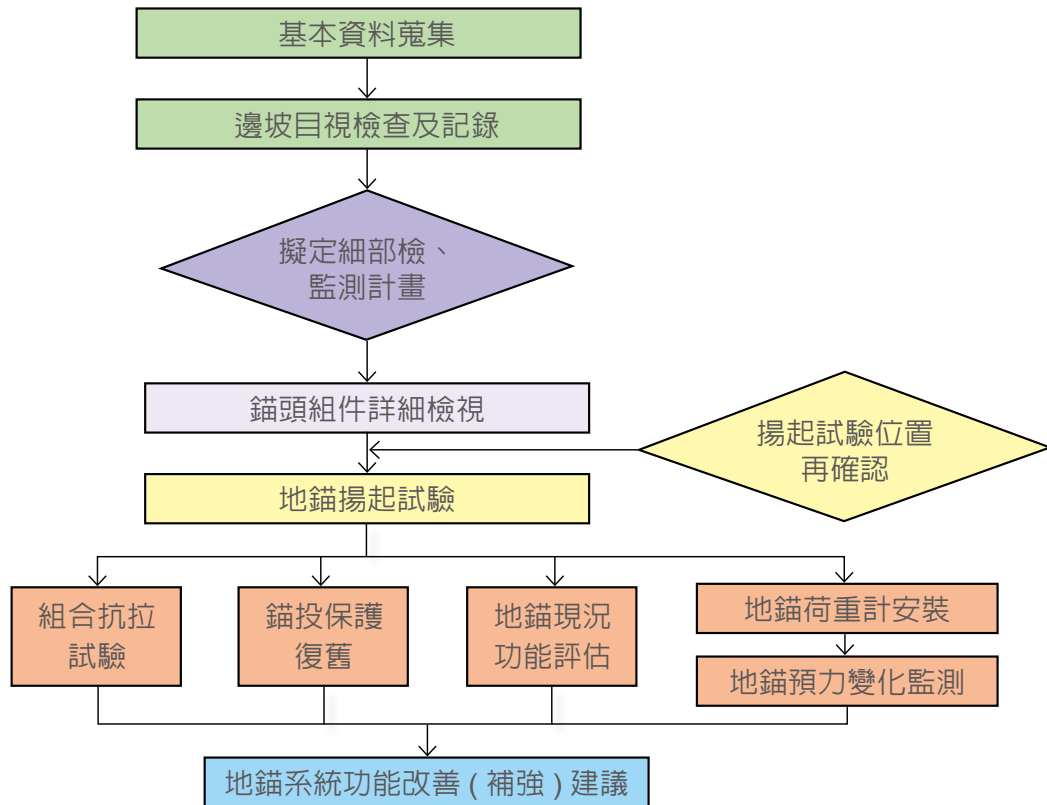 基本資料蒐集
邊坡目視檢查及記錄
擬定細部檢、
監測計畫
錨頭組件詳細檢視
揚起試驗位置
再確認
地錨揚起試驗
組合抗拉
試驗
錨投保護
復舊
地錨現況
功能評估
地錨荷重計安裝
地錨預力變化監測
地錨系統功能改善 ( 補強 ) 建議